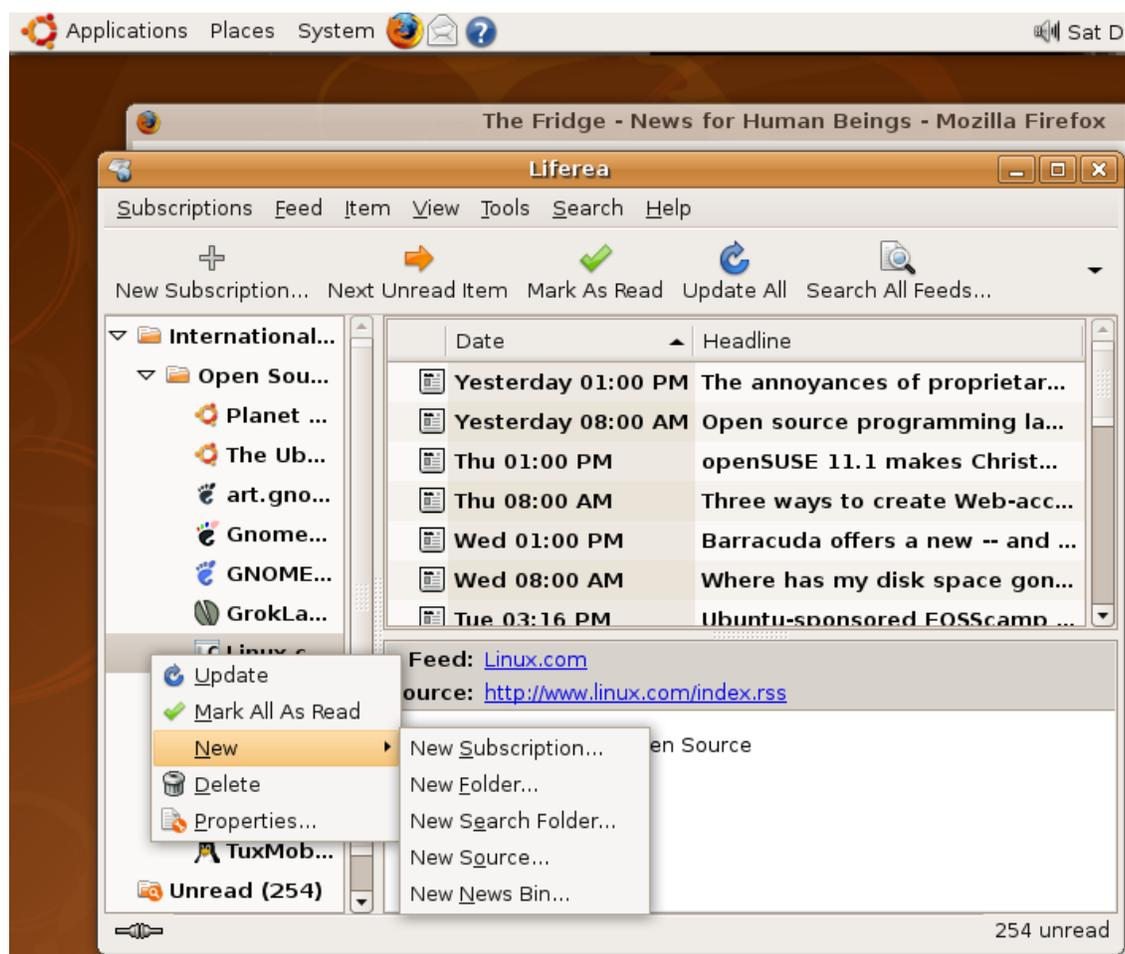 Applications Places System
Sat D
The Fridge - News for Human Beings - Mozilla Firefox
Liferea
Subscriptions Feed Item View Tools Search Help
New Subscription... Next Unread Item Mark As Read Update All Search All Feeds...
International...
Open Sou...
Planet ...
The Ub...
art.gno...
Gnome...
GNOME...
GrokLa...
Linux.c
Date Headline
Yesterday 01:00 PM The annoyances of proprietar...
Yesterday 08:00 AM Open source programming la...
Thu 01:00 PM openSUSE 11.1 makes Christ...
Thu 08:00 AM Three ways to create Web-acc...
Wed 01:00 PM Barracuda offers a new -- and ...
Wed 08:00 AM Where has my disk space gon...
Tue 03:16 PM Ubuntu-sponsored FOSScamp ...
Feed: Linux.com
ource: http://www.linux.com/index.rss
en Source
Update
Mark All As Read
New
Delete
Properties...
New Subscription...
New Folder...
New Search Folder...
New Source...
New News Bin...
TuxMob...
Unread (254)
254 unread